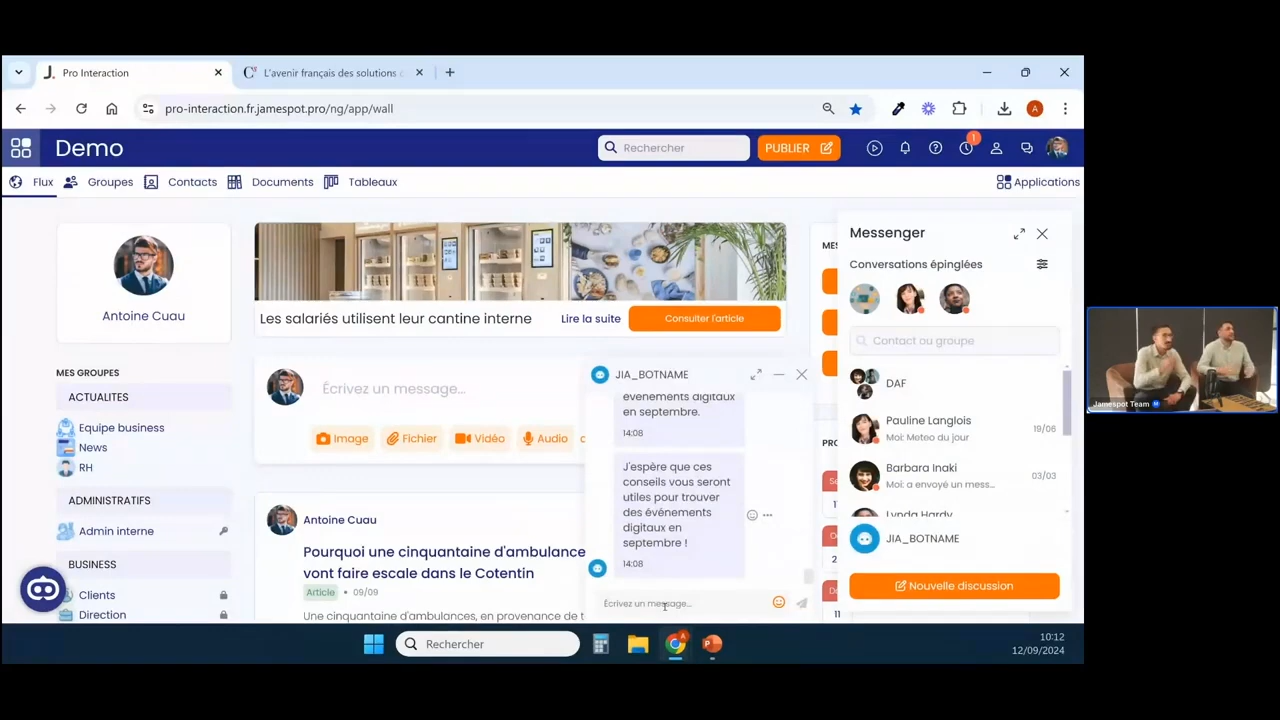 Pro Interaction
L'avenir français des solutions
pro-interaction.fr.jamespot.pro/ng/app/wall
A
Demo
Rechercher
PUBLIER
1
Flux
Groupes
Contacts
Documents
Tableaux
Applications
Antoine Cuau
MES GROUPES
ACTUALITES
Equipe business
News
RH
ADMINISTRATIFS
Admin interne
BUSINESS
Clients
Direction
Les salariés utilisent leur cantine interne
Lire la suite
Consulter l'article
Écrivez un message...
Image
Fichier
Vidéo
Audio
Antoine Cuau
Pourquoi une cinquantaine d'ambulance
vont faire escale dans le Cotentin
Article • 09/09
Une cinquantaine d'ambulances, en provenance de t
JIA_BOTNAME
événements digitaux
en septembre.
14:08
J'espère que ces
conseils vous seront
utiles pour trouver
des événements
digitaux en
septembre !
14:08
Écrivez un message...
MES
PRO
Messenger
Conversations épinglées
Contact ou groupe
DAF
Pauline Langlois
19/06
Moi: Meteo du jour
Barbara Inaki
03/03
Moi: a envoyé un mess...
Lynda Hardy
JIA_BOTNAME
Nouvelle discussion
Jamespot Team
Rechercher
10:12
12/09/2024